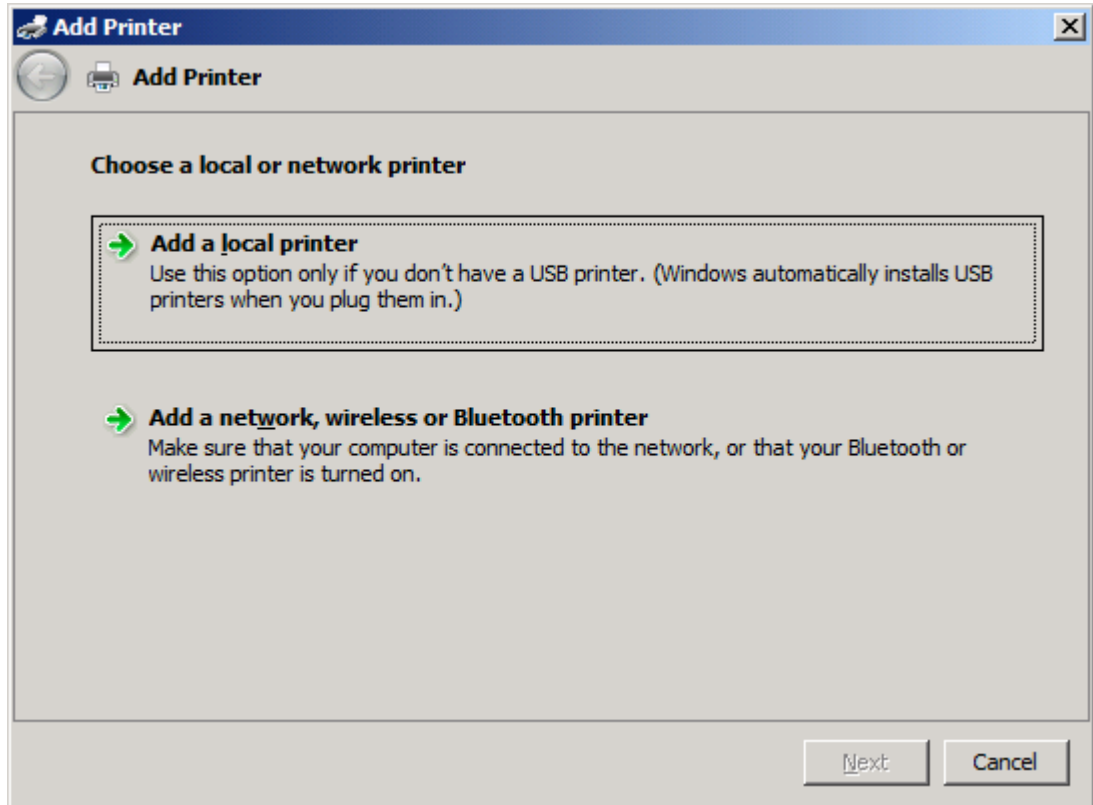 Add Printer
Add Printer
Choose a local or network printer
Add a local printer
Use this option only if you don't have a USB printer. (Windows automatically installs USB
printers when you plug them in.)
Add a network, wireless or Bluetooth printer
Make sure that your computer is connected to the network, or that your Bluetooth or
wireless printer is turned on.
Next
Cancel